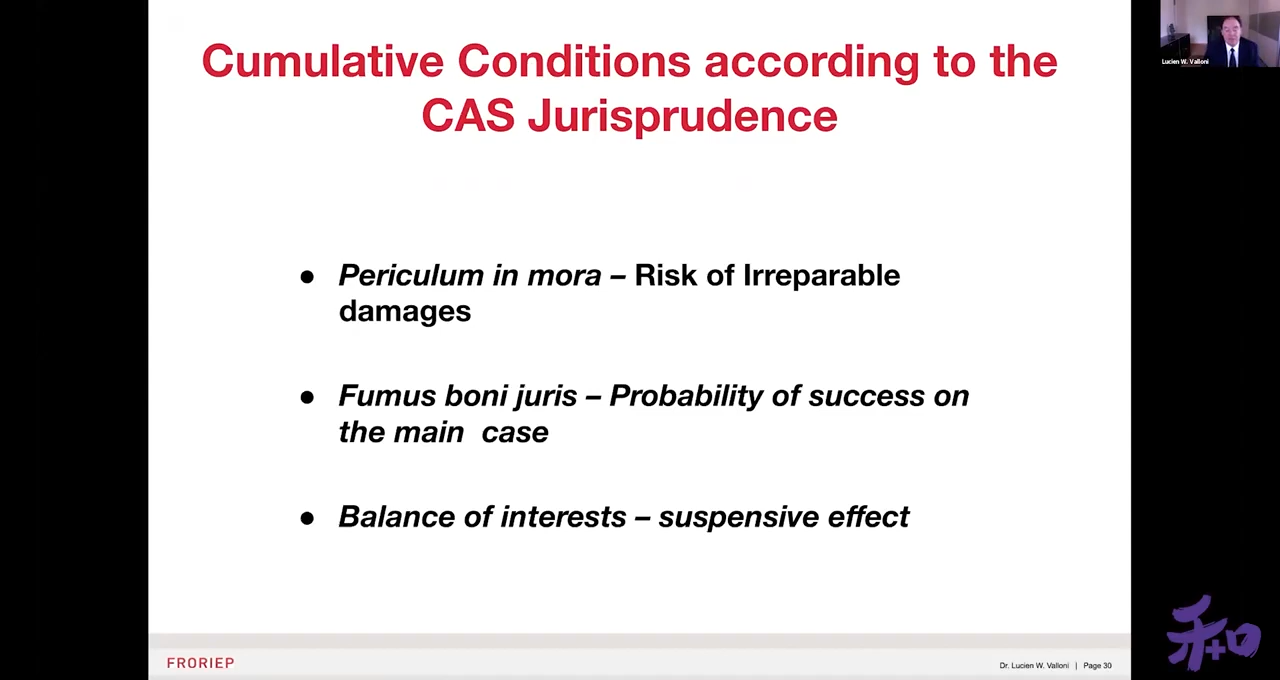 Cumulative Conditions according to the
CAS Jurisprudence
Lucien W. Valloni
● Periculum in mora – Risk of Irreparable
damages
● Fumus boni juris – Probability of success on
the main  case
● Balance of interests – suspensive effect
FRORIEP
Dr. Lucien W. Valloni | Page 30
和